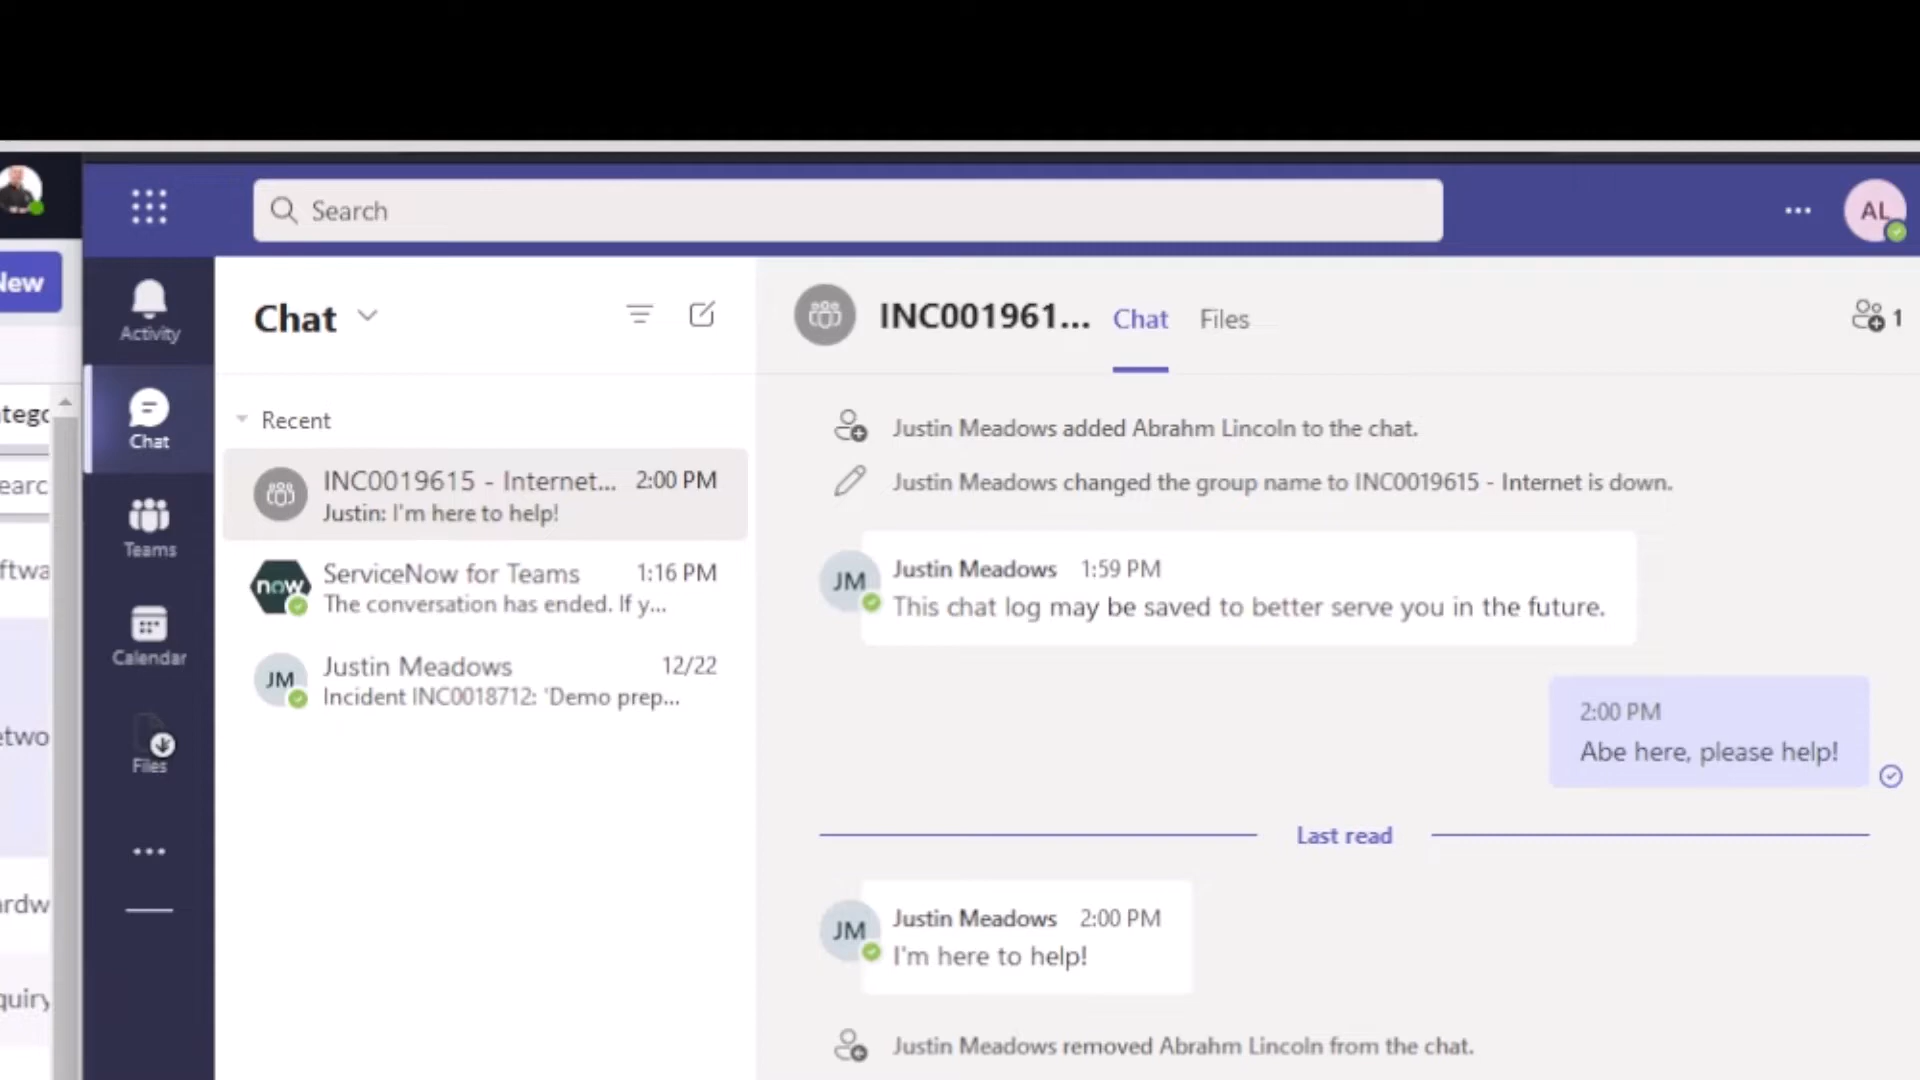 Search
AL
New
Activity
Chat
INC001961...
Chat
Files
1
Recent
Chat
INC0019615 - Internet... 2:00 PM
Justin: I'm here to help!
Teams
now
ServiceNow for Teams 1:16 PM
The conversation has ended. If y...
Calendar
JM
Justin Meadows 12/22
Incident INC0018712: 'Demo prep...
Files
Justin Meadows added Abrahm Lincoln to the chat.
Justin Meadows changed the group name to INC0019615 - Internet is down.
JM
Justin Meadows 1:59 PM
This chat log may be saved to better serve you in the future.
2:00 PM
Abe here, please help!
Last read
JM
Justin Meadows 2:00 PM
I'm here to help!
Justin Meadows removed Abrahm Lincoln from the chat.